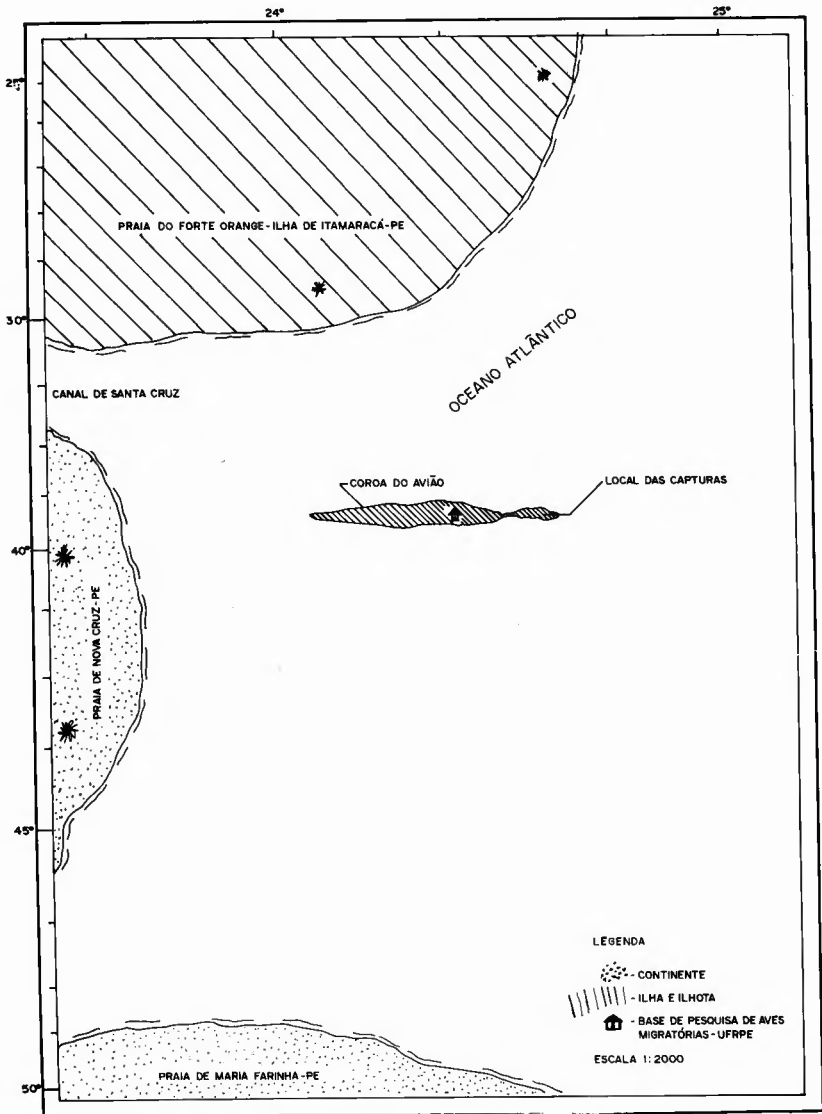 24°
25°
25°
PRAIA DO FORTE ORANGE-ILHA DE ITAMARACÁ-PE
30°
OCEANO ATLÂNTICO
CANAL DE SANTA CRUZ
COROA DO AVIÃO
LOCAL DAS CAPTURAS
40°
PRAIA DE NOVA CRUZ-PE
45°
LEGENDA
- CONTINENTE
- ILHA E ILHOTA
- BASE DE PESQUISA DE AVES
MIGRATÓRIAS-UFRPE
ESCALA 1:2000
PRAIA DE MARIA FARINHA-PE
50°